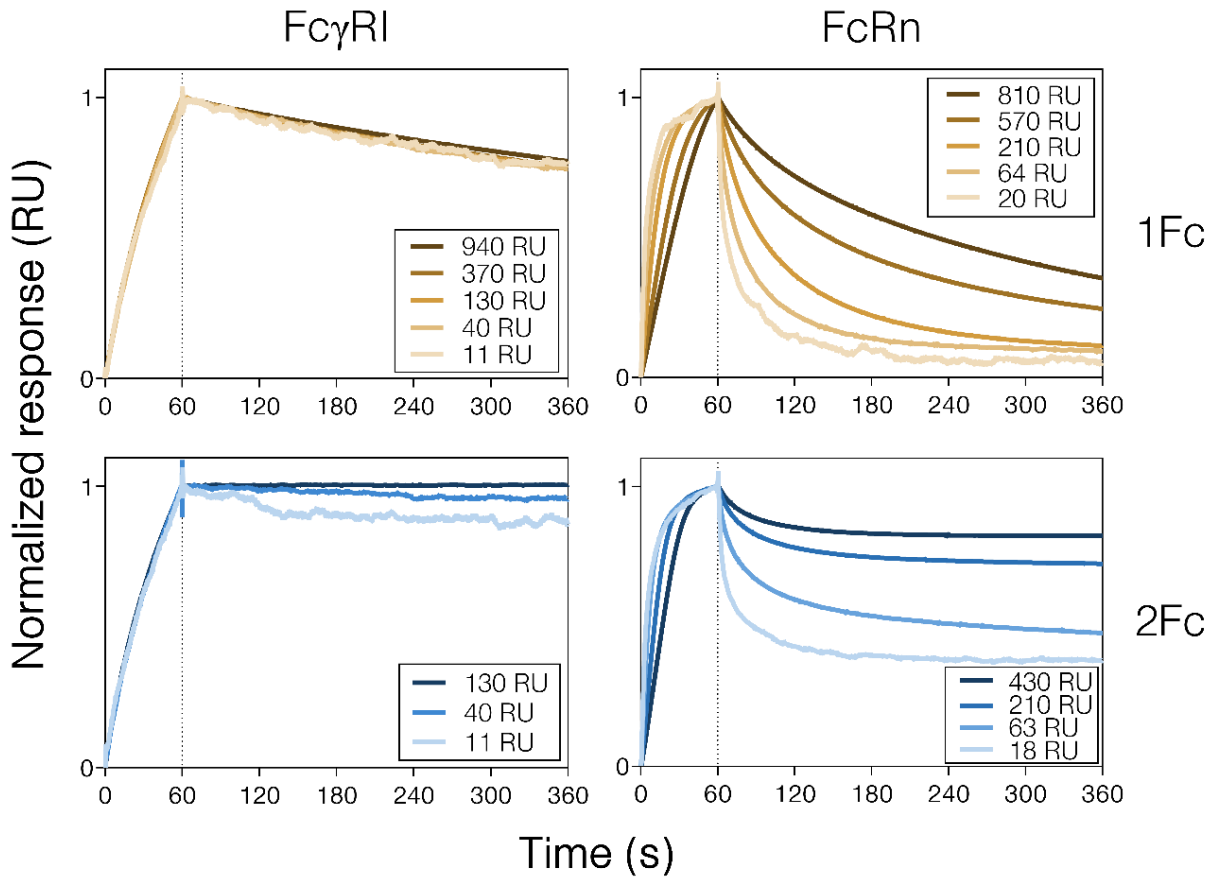 FcγRI
FcRn
Normalized response (RU)
1
0
940 RU
370 RU
130 RU
40 RU
11 RU
0 60 120 180 240 300 360
1
0
810 RU
570 RU
210 RU
64 RU
20 RU
0 60 120 180 240 300 360
1Fc
1
0
130 RU
40 RU
11 RU
0 60 120 180 240 300 360
1
0
430 RU
210 RU
63 RU
18 RU
0 60 120 180 240 300 360
2Fc
Time (s)